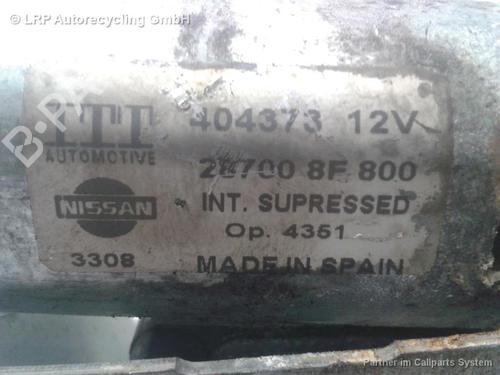 © LRP Autorecycling GmbH
404373 12V
AUTOMOTIVE
28700 8F 800
NISSAN
INT. SUPRESSED
Op. 4351
3308
MADE IN SPAIN
Partner im Callparts System